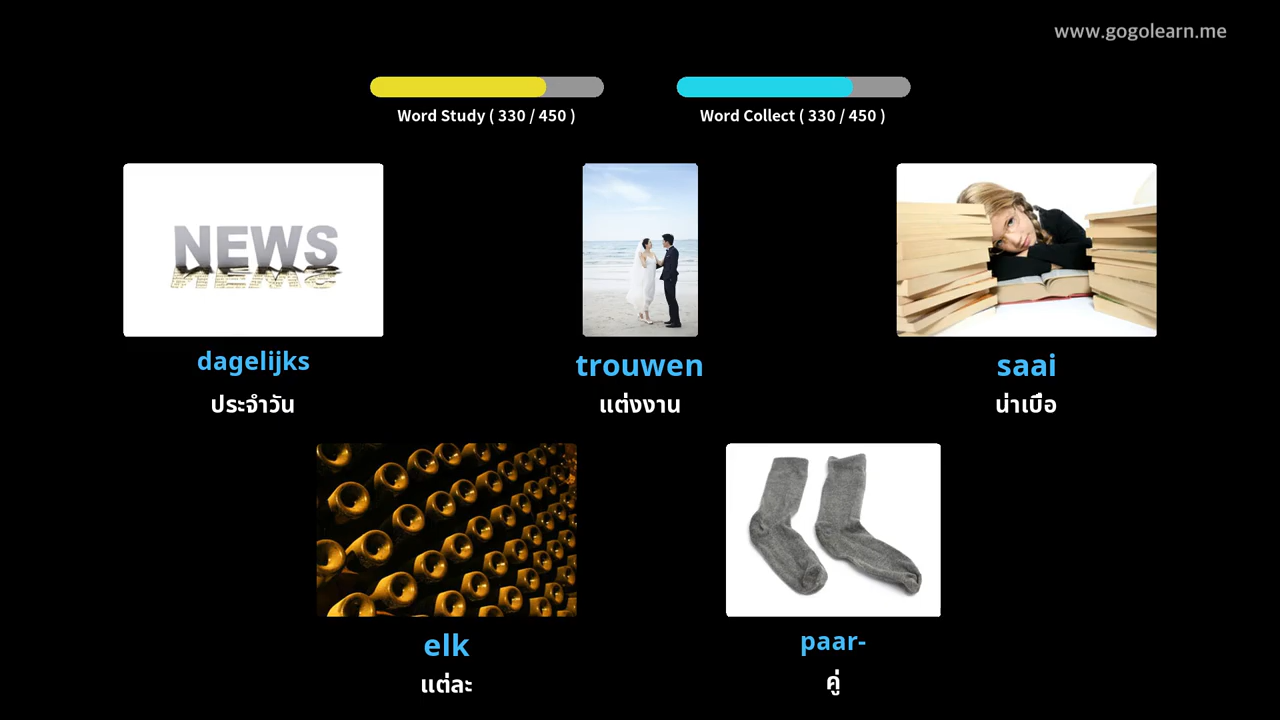 www.gogolearn.me
Word Study ( 330 / 450 )
Word Collect ( 330 / 450 )
NEWS
dagelijks
ประจำวัน
trouwen
แต่งงาน
saai
น่าเบื่อ
elk
แต่ละ
paar-
คู่